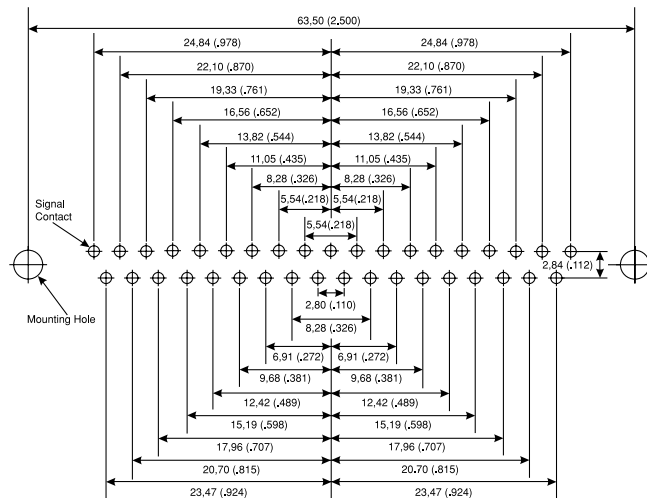 63,50 (2.500)
24,84 (.978) 24,84 (.978)
22,10 (.870) 22,10 (.870)
19,33 (.761) 19,33 (.761)
16,56 (.652) 16,56 (.652)
13,82 (.544) 13,82 (.544)
11,05 (.435) 11,05 (.435)
8,28 (.326) 8,28 (.326)
5,54 (.218) 5,54(.218)
5,54(.218)
Signal
Contact
2,84 (.112)
Mounting Hole
2,80 (.110)
8,28 (.326)
6,91 (.272) 6,91 (.272)
9,68 (.381) 9,68 (.381)
12,42 (.489) 12,42 (.489)
15,19 (.598) 15,19 (.598)
17,96 (.707) 17,96 (.707)
20,70 (.815) 20,70 (.815)
23,47 (.924) 23,47 (.924)